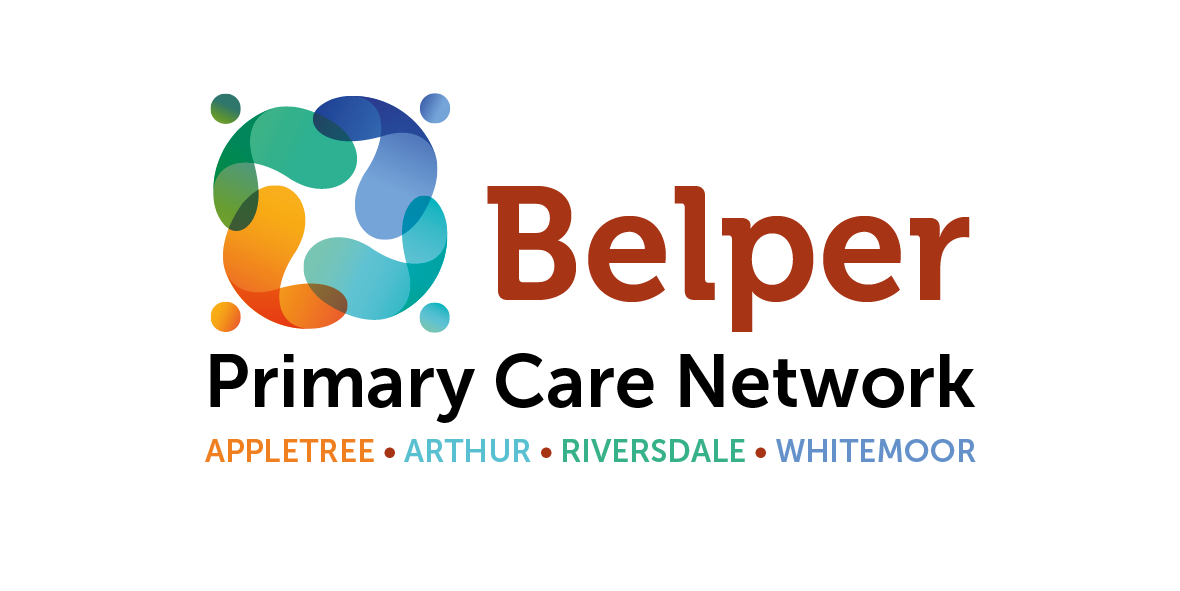 Belper
Primary Care Network
APPLETREE • ARTHUR • RIVERSDALE • WHITEMOOR